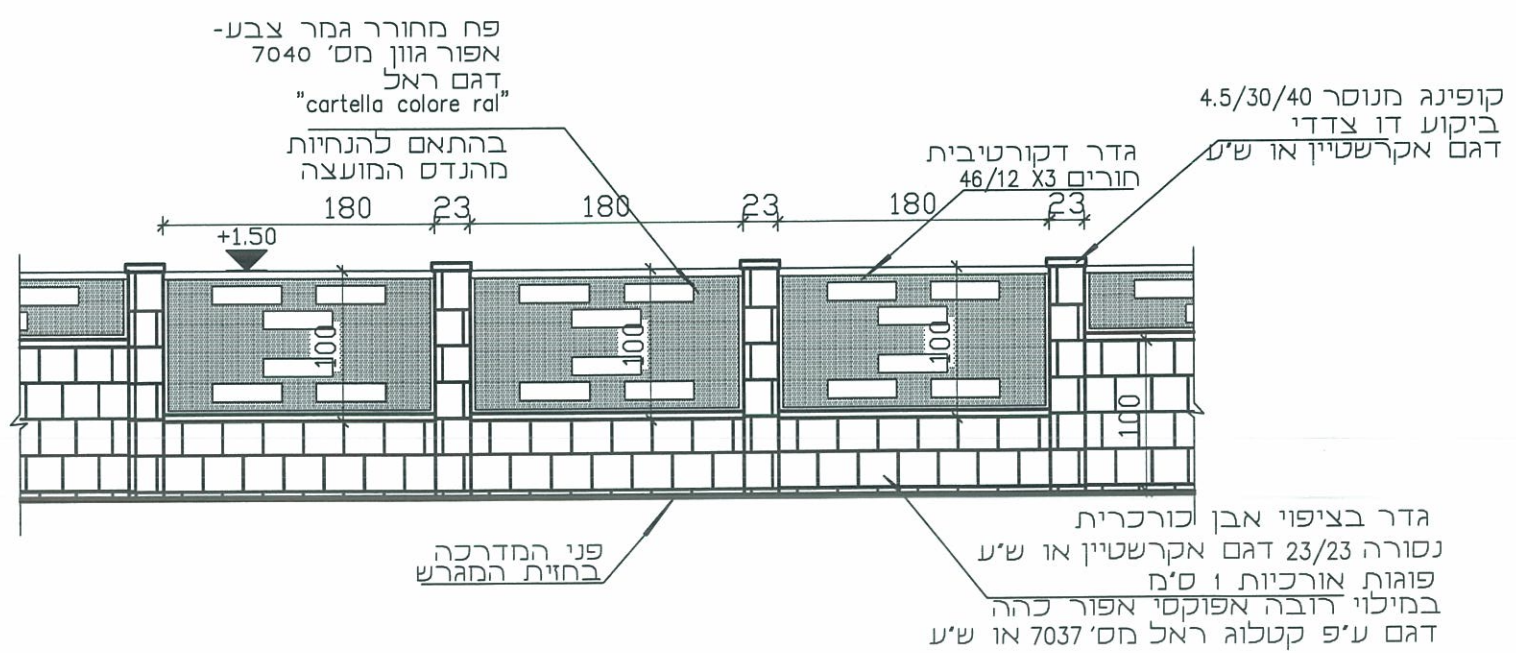 פח מחורר גמר צבע-
אפור גוון מס' 7040
דגם ראל
"cartella colore ral"
בהתאם להנחיות
מהנדס המועצה
קופינג מנוסר 4.5/30/40
ביקוע דו צדדי
דגם אקרשטיין או ש"ע
גדר דקורטיבית
חורים 46/12 X3
180
23
180
23
180
23
+1.50
100
100
100
100
פני המדרכה
בחזית המגרש
גדר בציפוי אבן כורכרית
נסורה 23/23 דגם אקרשטיין או ש"ע
פוגות אורכיות 1 ס"מ
במילוי רובה אפוקסי אפור כהה
דגם ע"פ קטלוג ראל מס' 7037 או ש"ע